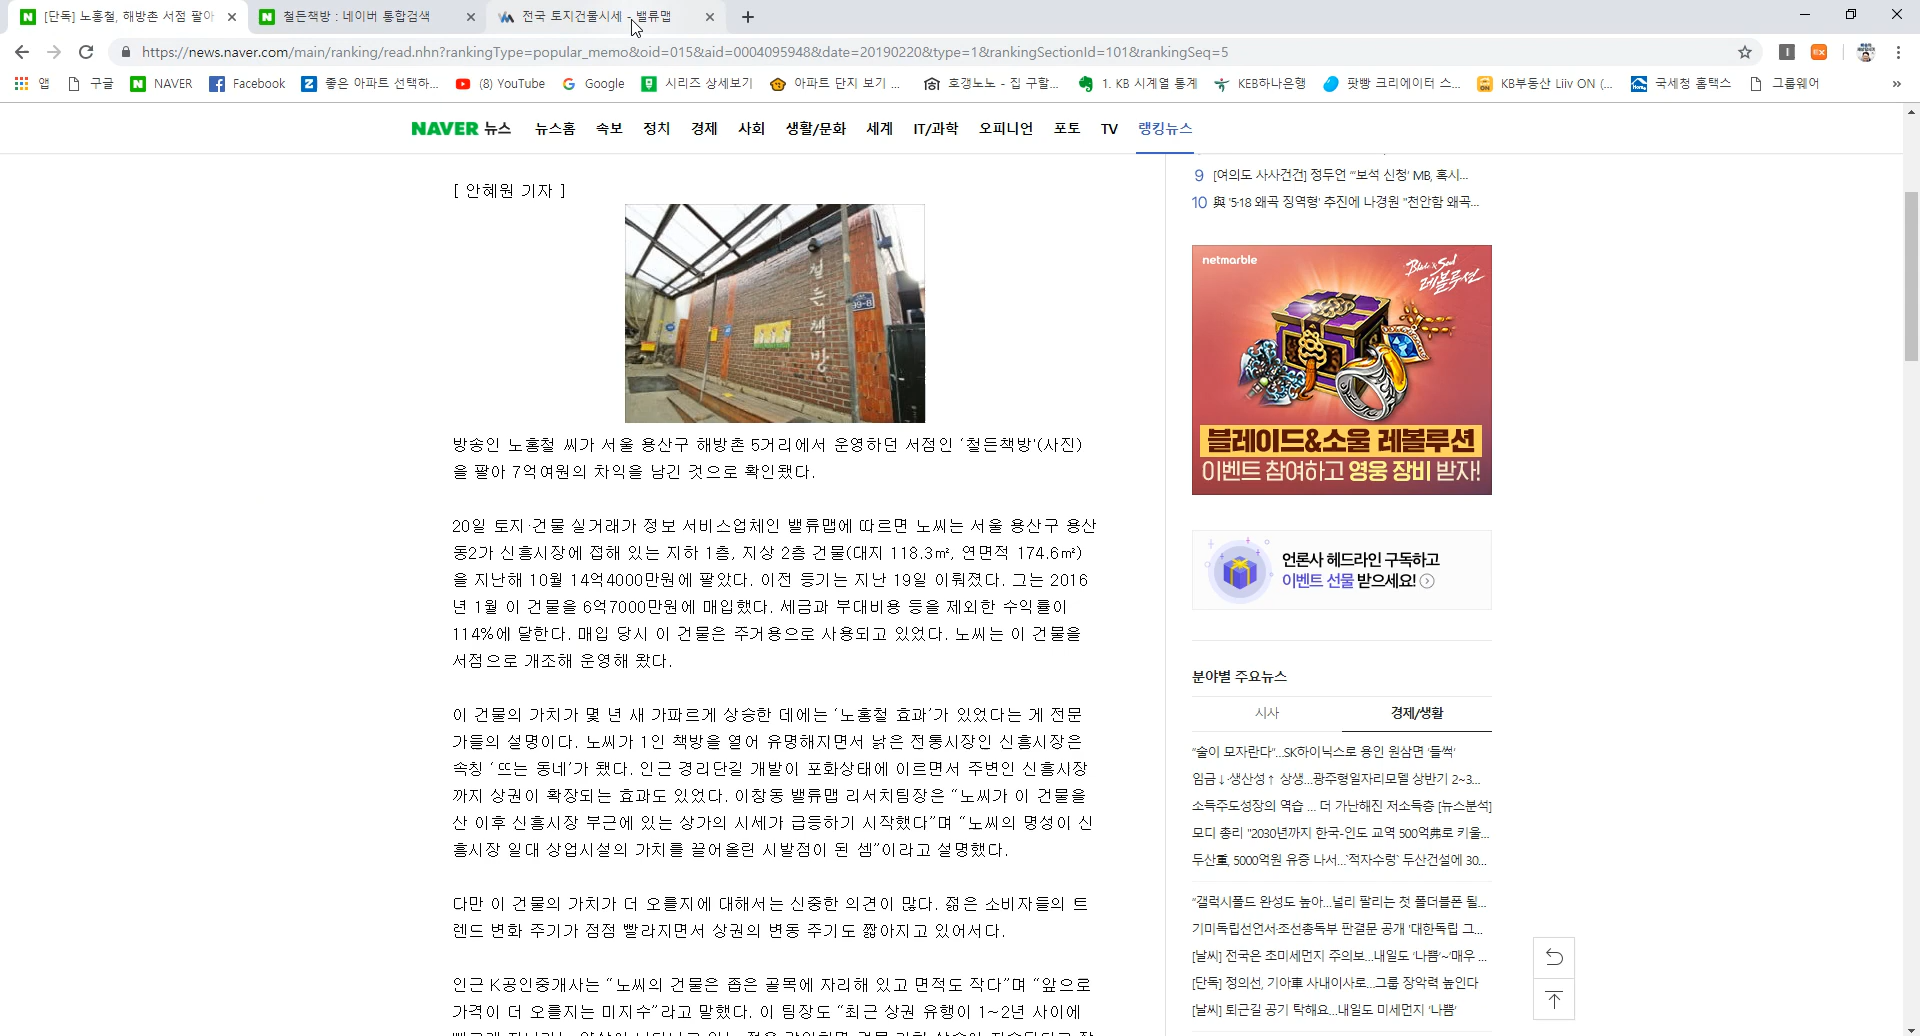 [단독] 노홍철, 해방촌 서점 팔아
철든책방 : 네이버 통합검색
전국 토지건물시세 - 밸류맵
https://news.naver.com/main/ranking/read.nhn?rankingType=popular_memo&oid=015&aid=0004095948&date=20190220&type=1&rankingSectionId=101&rankingSeq=5
앱 구글 NAVER Facebook 좋은 아파트 선택하... (8) YouTube Google 시리즈 상세보기 아파트 단지 보기 ... 호갱노노 - 집 구할... 1. KB 시계열 통계 KEB하나은행 팟빵 크리에이터 스... KB부동산 Liiv ON (... 국세청 홈택스 그룹웨어
NAVER 뉴스 뉴스홈 속보 정치 경제 사회 생활/문화 세계 IT/과학 오피니언 포토 TV 랭킹뉴스
[ 안혜원 기자 ]
철든책방
99-8
방송인 노홍철 씨가 서울 용산구 해방촌 5거리에서 운영하던 서점인 ‘철든책방’(사진)
을 팔아 7억여원의 차익을 남긴 것으로 확인됐다.
20일 토지·건물 실거래가 정보 서비스업체인 밸류맵에 따르면 노씨는 서울 용산구 용산
동2가 신흥시장에 접해 있는 지하 1층, 지상 2층 건물(대지 118.3㎡, 연면적 174.6㎡)
을 지난해 10월 14억4000만원에 팔았다. 이전 등기는 지난 19일 이뤄졌다. 그는 2016
년 1월 이 건물을 6억7000만원에 매입했다. 세금과 부대비용 등을 제외한 수익률이
114%에 달한다. 매입 당시 이 건물은 주거용으로 사용되고 있었다. 노씨는 이 건물을
서점으로 개조해 운영해 왔다.
이 건물의 가치가 몇 년 새 가파르게 상승한 데에는 ‘노홍철 효과’가 있었다는 게 전문
가들의 설명이다. 노씨가 1인 책방을 열어 유명해지면서 낡은 전통시장인 신흥시장은
속칭 ‘뜨는 동네’가 됐다. 인근 경리단길 개발이 포화상태에 이르면서 주변인 신흥시장
까지 상권이 확장되는 효과도 있었다. 이창동 밸류맵 리서치팀장은 “노씨가 이 건물을
산 이후 신흥시장 부근에 있는 상가의 시세가 급등하기 시작했다”며 “노씨의 명성이 신
흥시장 일대 상업시설의 가치를 끌어올린 시발점이 된 셈”이라고 설명했다.
다만 이 건물의 가치가 더 오를지에 대해서는 신중한 의견이 많다. 젊은 소비자들의 트
렌드 변화 주기가 점점 빨라지면서 상권의 변동 주기도 짧아지고 있어서다.
인근 K공인중개사는 “노씨의 건물은 좁은 골목에 자리해 있고 면적도 작다”며 “앞으로
가격이 더 오를지는 미지수”라고 말했다. 이 팀장도 “최근 상권 유행이 1~2년 사이에
9 [여의도 사사건건] 정두언 “‘보석 신청’ MB, 혹시...
10 與 '5·18 왜곡 징역형' 추진에 나경원 "천안함 왜곡...
netmarble
Blade & Soul
레볼루션
블레이드&소울 레볼루션
이벤트 참여하고 영웅 장비 받자!
언론사 헤드라인 구독하고
이벤트 선물 받으세요!
분야별 주요뉴스
시사 경제/생활
"술이 모자란다"...SK하이닉스로 용인 원삼면 '들썩'
임금↓·생산성↑ 상생...광주형일자리모델 상반기 2~3...
소득주도성장의 역습 ... 더 가난해진 저소득층 [뉴스분석]
모디 총리 "2030년까지 한국-인도 교역 500억弗로 키울...
두산重, 5000억원 유증 나서...`적자수렁` 두산건설에 30...
"갤럭시폴드 완성도 높아...널리 팔리는 첫 폴더블폰 될...
기미독립선언서·조선총독부 판결문 공개 '대한독립 그...
[날씨] 전국은 초미세먼지 주의보...내일도 '나쁨'~'매우 ...
[단독] 정의선, 기아車 사내이사로...그룹 장악력 높인다
[날씨] 퇴근길 공기 탁해요...내일도 미세먼지 '나쁨'